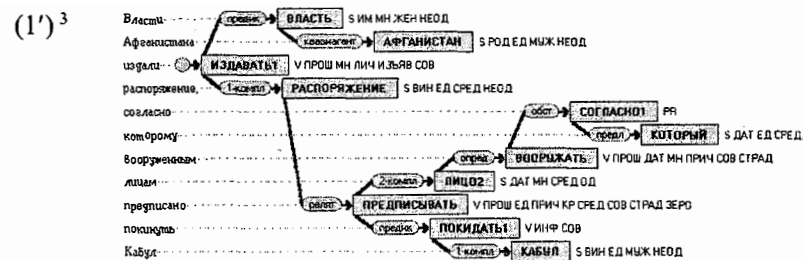 (1′) 3
Власти предик ВЛАСТЬ S ИМ МН ЖЕН НЕОД
Афганистана квазиагент АФГАНИСТАН S РОД ЕД МУЖ НЕОД
издали ИЗДАВАТЬ1 V ПРОШ МН ЛИЧ ИЗЪЯВ СОВ
распоряжение, 1-компл РАСПОРЯЖЕНИЕ S ВИН ЕД СРЕД НЕОД
согласно обст СОГЛАСНО1 PR
которому предл КОТОРЫЙ S ДАТ ЕД СРЕД
вооруженным опред ВООРУЖАТЬ V ПРОШ ДАТ МН ПРИЧ СОВ СТРАД
лицам 2-компл ЛИЦО2 S ДАТ МН СРЕД ОД
предписано релят ПРЕДПИСЫВАТЬ V ПРОШ ЕД ПРИЧ КР СРЕД СОВ СТРАД ЗЕРО
покинуть предик ПОКИДАТЬ1 V ИНФ СОВ
Кабул 1-компл КАБУЛ S ВИН ЕД МУЖ НЕОД